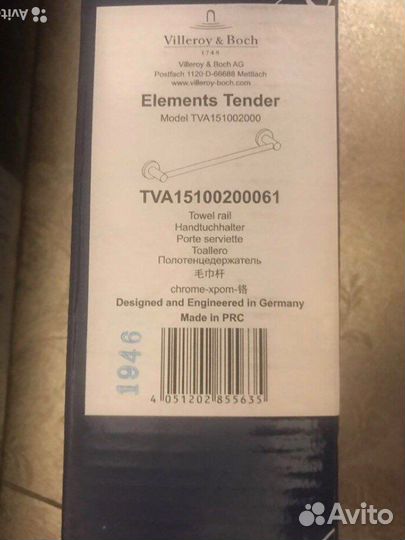 Avito
Villeroy & Boch
1748
Villeroy & Boch AG
Postfach 1120·D-66688 Mettlach
www.villeroy-boch.com
Elements Tender
Model TVA151002000
TVA15100200061
Towel rail
Handtuchhalter
Porte serviette
Toallero
Полотенцедержатель
毛巾杆
chrome-хром-铬
Designed and Engineered in Germany
Made in PRC
1946
4 051202 855635
Avito